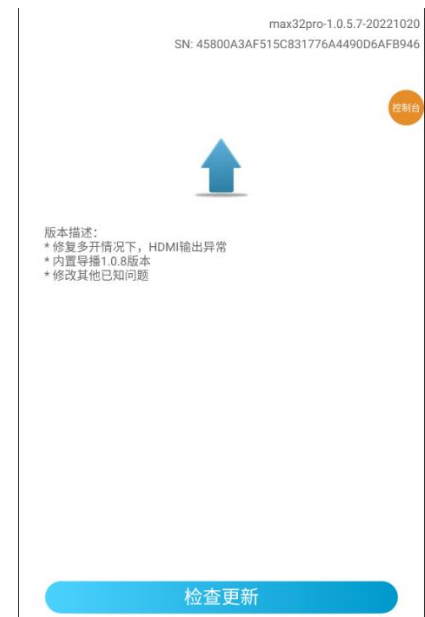 max32pro-1.0.5.7-20221020
SN: 45800A3AF515C831776A4490D6AFB946
控制台
版本描述：
* 修复多开情况下，HDMI输出异常
* 内置导播1.0.8版本
* 修改其他已知问题
检查更新